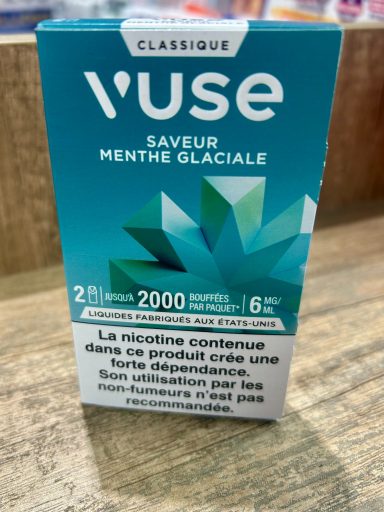 CLASSIQUE
VUSE
SAVEUR
MENTHE GLACIALE
2 JUSQU'À 2000 BOUFFÉES PAR PAQUET* 6 MG/ML
LIQUIDES FABRIQUÉS AUX ÉTATS-UNIS
La nicotine contenue
dans ce produit crée une
forte dépendance.
Son utilisation par les
non-fumeurs n'est pas
recommandée.